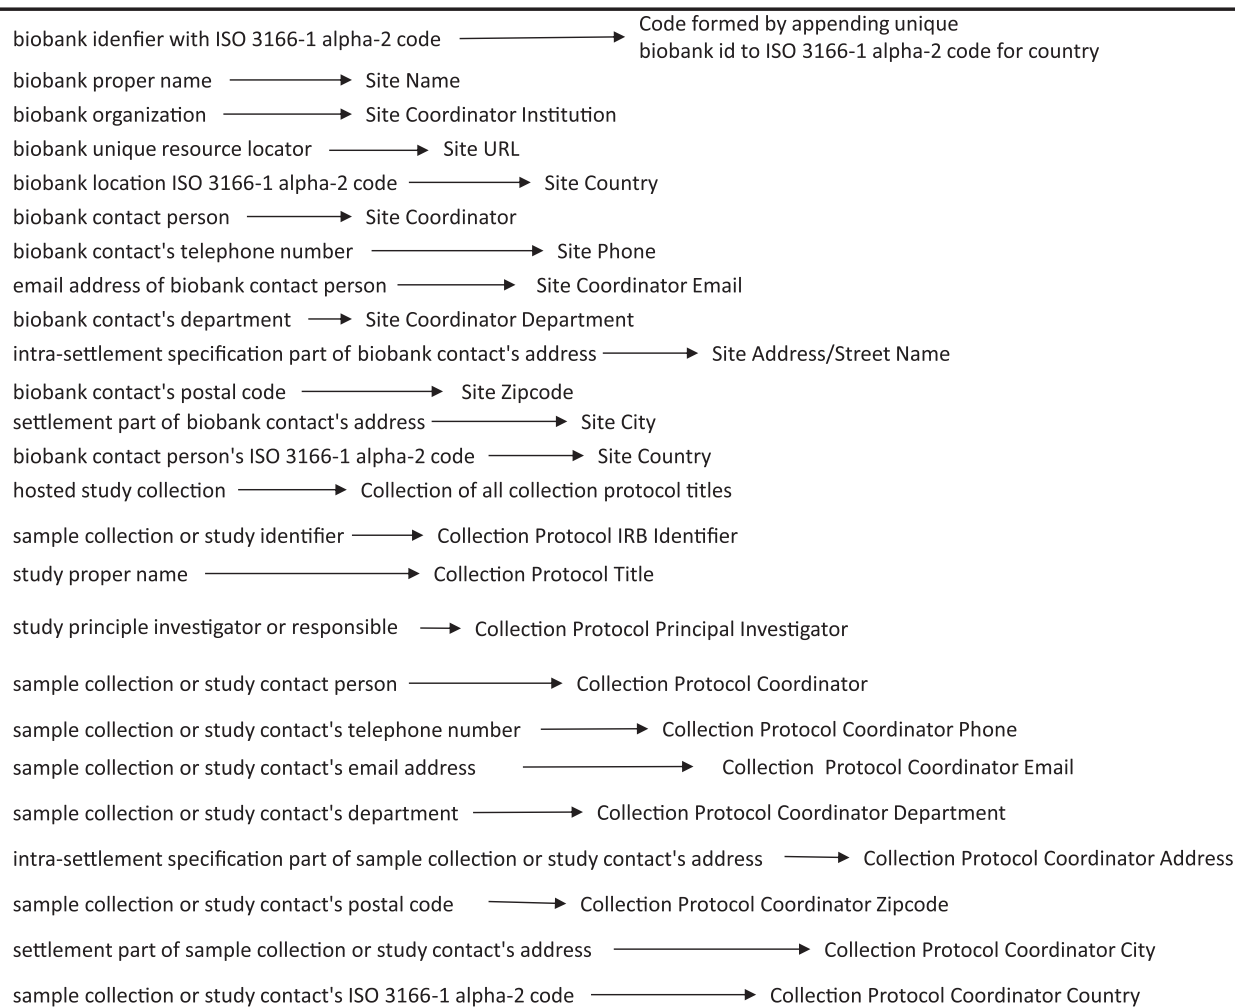 biobank idenfier with ISO 3166-1 alpha-2 code → Code formed by appending unique
biobank id to ISO 3166-1 alpha-2 code for country
biobank proper name → Site Name
biobank organization → Site Coordinator Institution
biobank unique resource locator → Site URL
biobank location ISO 3166-1 alpha-2 code → Site Country
biobank contact person → Site Coordinator
biobank contact's telephone number → Site Phone
email address of biobank contact person → Site Coordinator Email
biobank contact's department → Site Coordinator Department
intra-settlement specification part of biobank contact's address → Site Address/Street Name
biobank contact's postal code → Site Zipcode
settlement part of biobank contact's address → Site City
biobank contact person's ISO 3166-1 alpha-2 code → Site Country
hosted study collection → Collection of all collection protocol titles
sample collection or study identifier → Collection Protocol IRB Identifier
study proper name → Collection Protocol Title
study principle investigator or responsible → Collection Protocol Principal Investigator
sample collection or study contact person → Collection Protocol Coordinator
sample collection or study contact's telephone number → Collection Protocol Coordinator Phone
sample collection or study contact's email address → Collection Protocol Coordinator Email
sample collection or study contact's department → Collection Protocol Coordinator Department
intra-settlement specification part of sample collection or study contact's address → Collection Protocol Coordinator Address
sample collection or study contact's postal code → Collection Protocol Coordinator Zipcode
settlement part of sample collection or study contact's address → Collection Protocol Coordinator City
sample collection or study contact's ISO 3166-1 alpha-2 code → Collection Protocol Coordinator Country